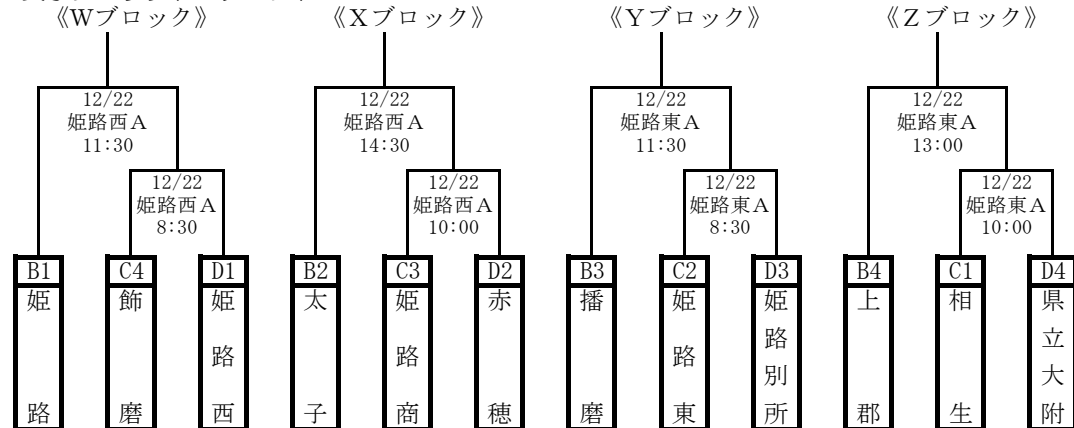 《Wブロック》 《Xブロック》 《Yブロック》 《Zブロック》
12/22 12/22 12/22 12/22
姫路西A 姫路西A 姫路東A 姫路東A
11:30 14:30 11:30 13:00
12/22 12/22 12/22 12/22
姫路西A 姫路西A 姫路東A 姫路東A
8:30 10:00 8:30 10:00
B1 C4 D1 B2 C3 D2 B3 C2 D3 B4 C1 D4
姫路 飾磨 姫路西 太子 姫路商 赤穂 播磨 姫路東 姫路別所 上郡 相生 県立大附